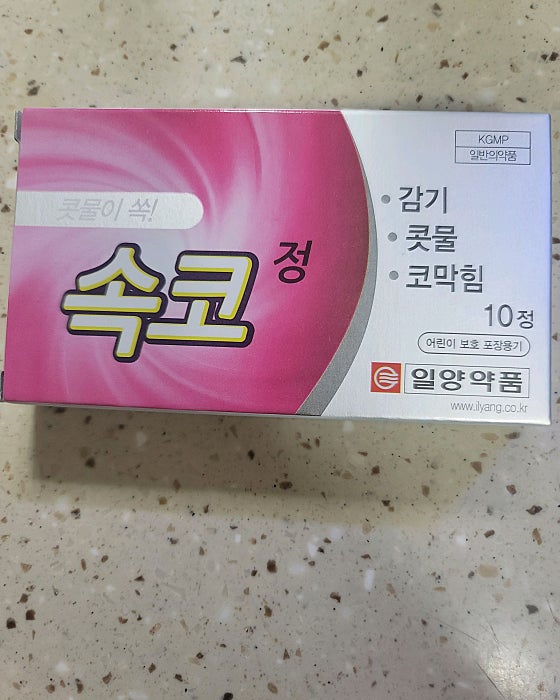 콧물이 쏙!
속코 정
KGMP
일반의약품
• 감기
• 콧물
• 코막힘
10정
어린이 보호 포장용기
일양약품
www.ilyang.co.kr